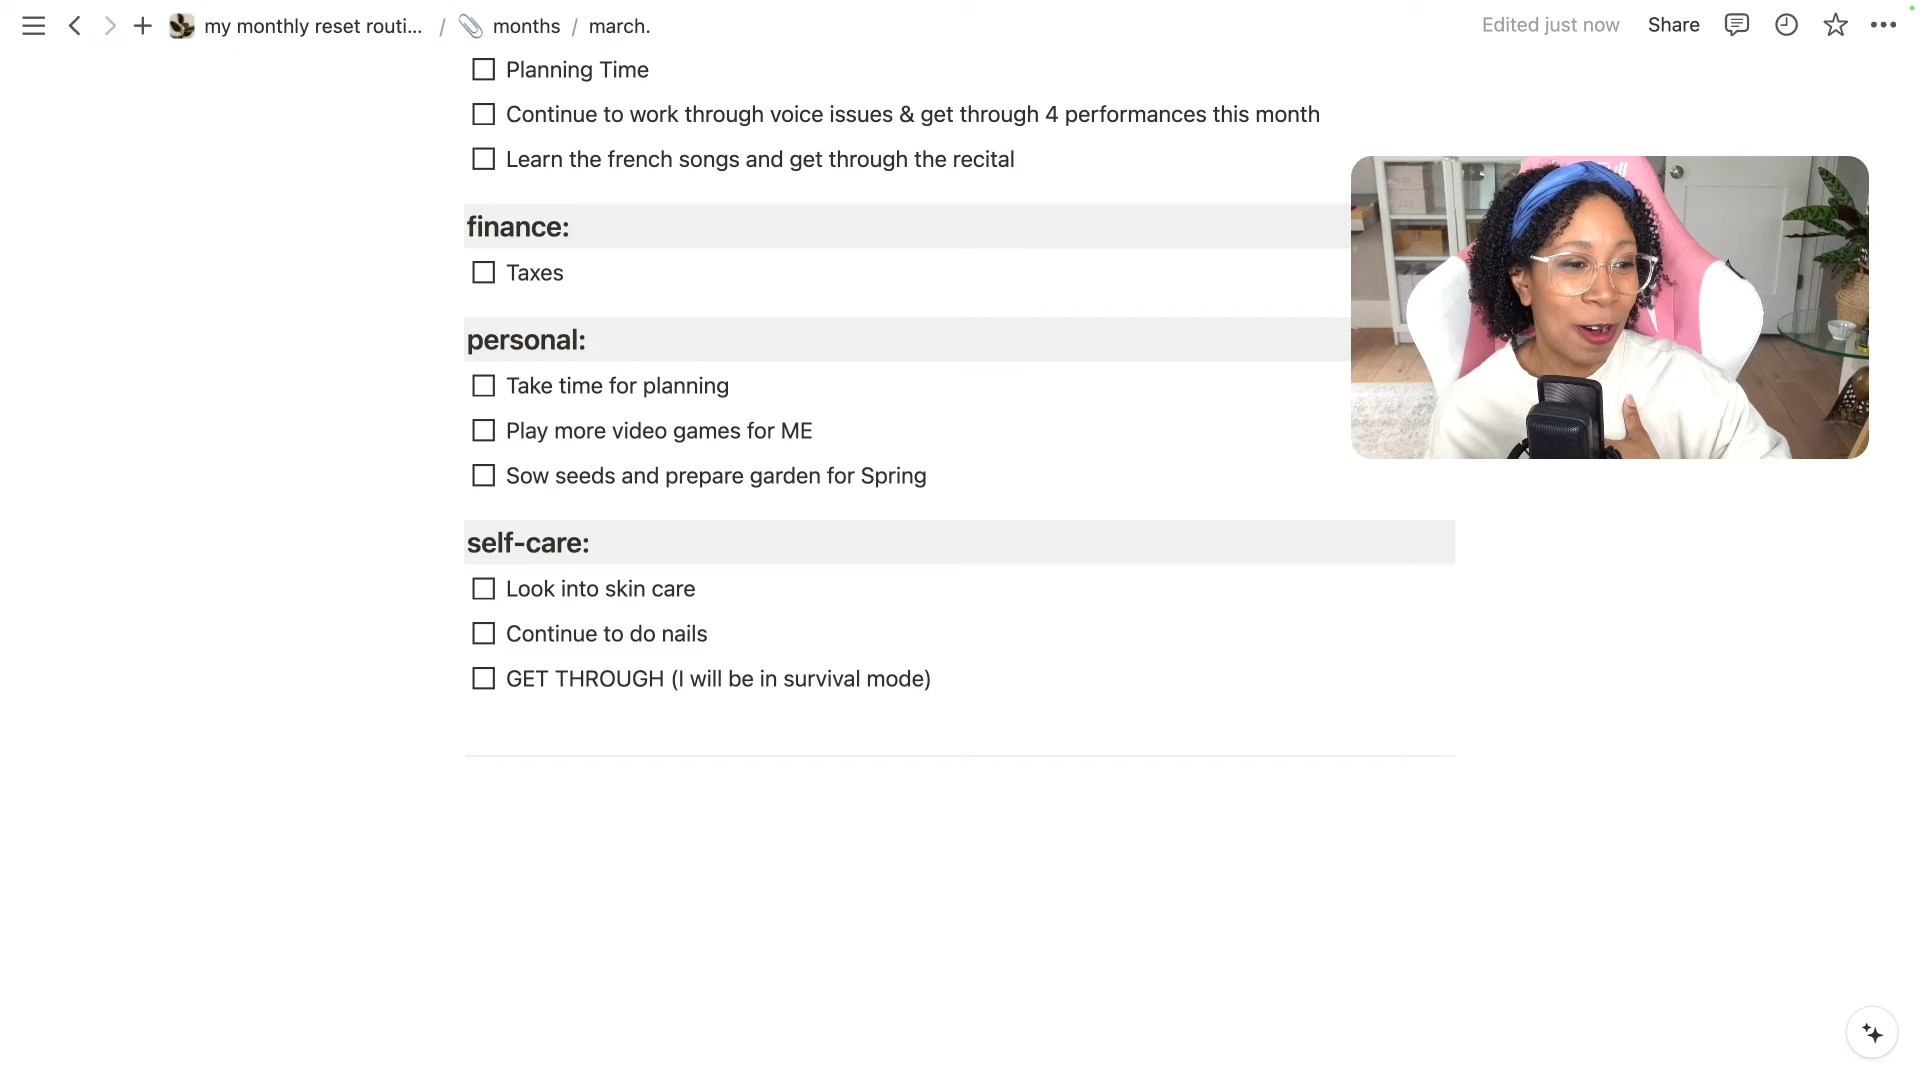 my monthly reset routi... / months / march.
Edited just now Share
Planning Time
Continue to work through voice issues & get through 4 performances this month
Learn the french songs and get through the recital
finance:
Taxes
personal:
Take time for planning
Play more video games for ME
Sow seeds and prepare garden for Spring
self-care:
Look into skin care
Continue to do nails
GET THROUGH (I will be in survival mode)